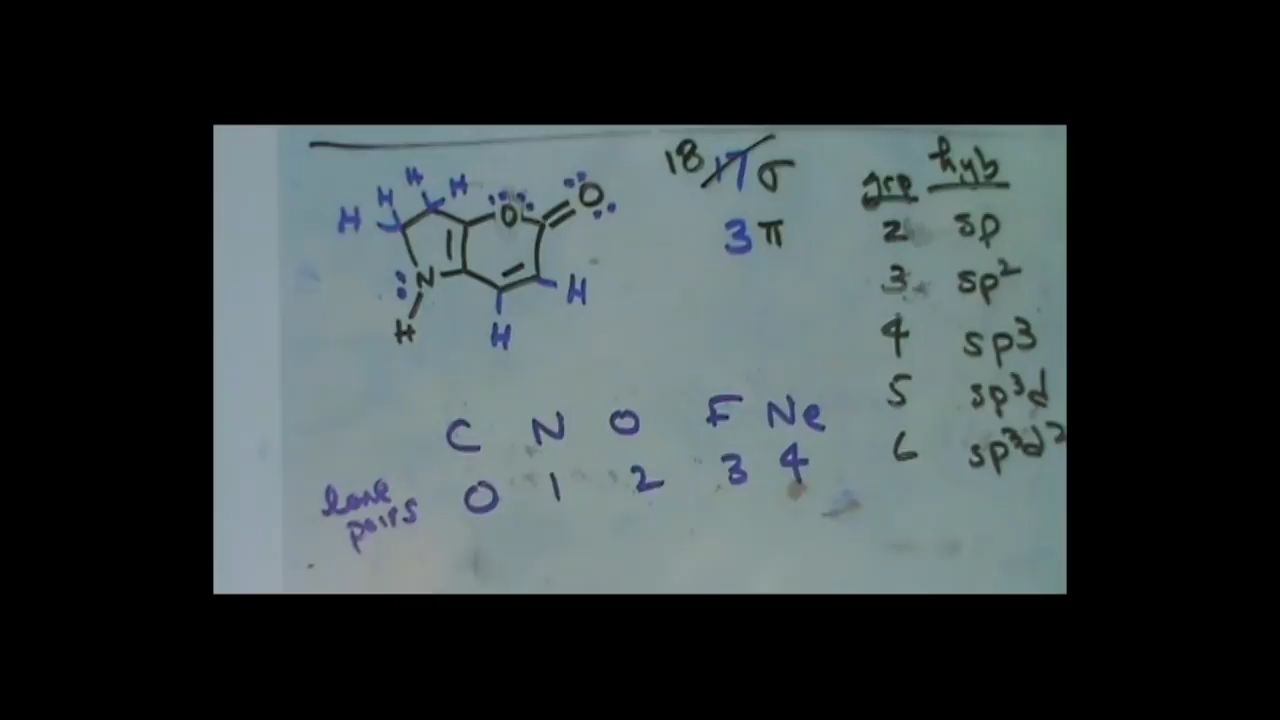 18 17 σ
3 π
H H H H
O O
N
H
H
H
grp hyb
2 sp
3 sp²
4 sp³
5 sp³d
6 sp³d²
C N O F Ne
lone pairs 0 1 2 3 4